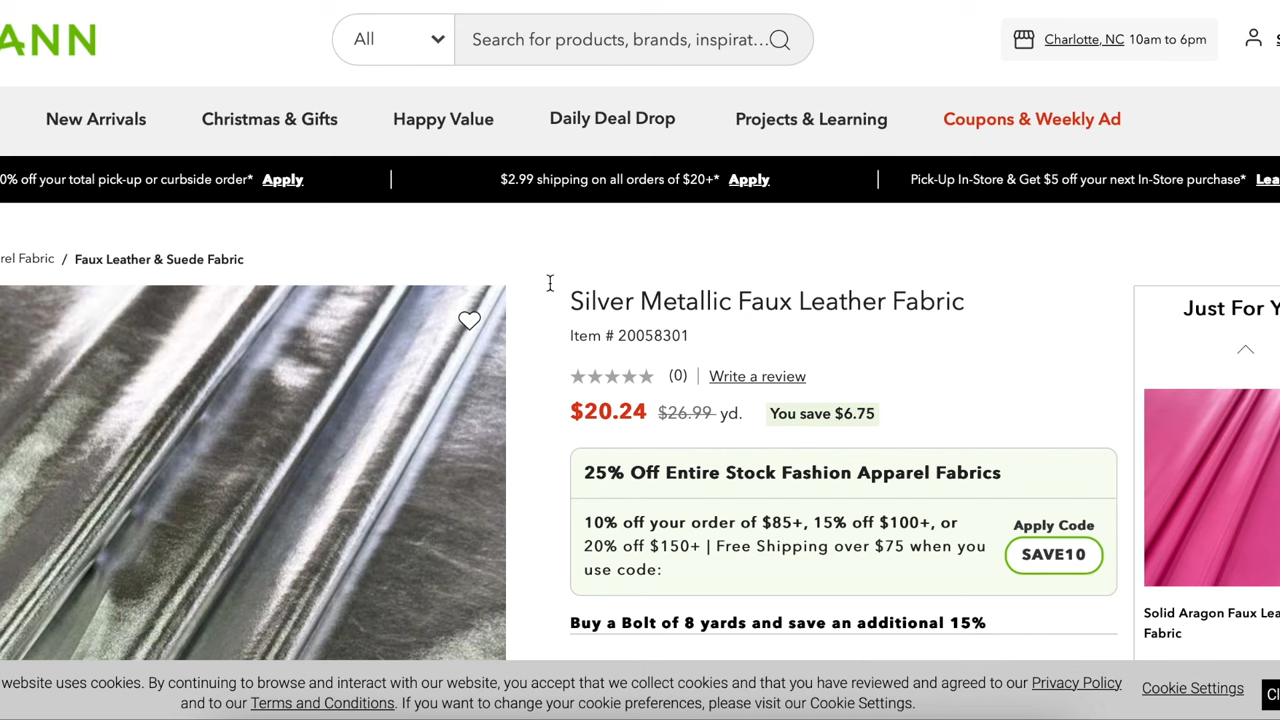 ANN
All
Search for products, brands, inspirat...
Charlotte, NC 10am to 6pm
New Arrivals
Christmas & Gifts
Happy Value
Daily Deal Drop
Projects & Learning
Coupons & Weekly Ad
0% off your total pick-up or curbside order* Apply
$2.99 shipping on all orders of $20+* Apply
Pick-Up In-Store & Get $5 off your next In-Store purchase* Lea
rel Fabric / Faux Leather & Suede Fabric
Silver Metallic Faux Leather Fabric
Item # 20058301
(0) | Write a review
$20.24 $26.99 yd. You save $6.75
25% Off Entire Stock Fashion Apparel Fabrics
10% off your order of $85+, 15% off $100+, or
20% off $150+ | Free Shipping over $75 when you
use code:
Apply Code
SAVE10
Buy a Bolt of 8 yards and save an additional 15%
Just For Y
Solid Aragon Faux Lea
Fabric
website uses cookies. By continuing to browse and interact with our website, you accept that we collect cookies and that you have reviewed and agreed to our Privacy Policy
and to our Terms and Conditions. If you want to change your cookie preferences, please visit our Cookie Settings.
Cookie Settings
Cl